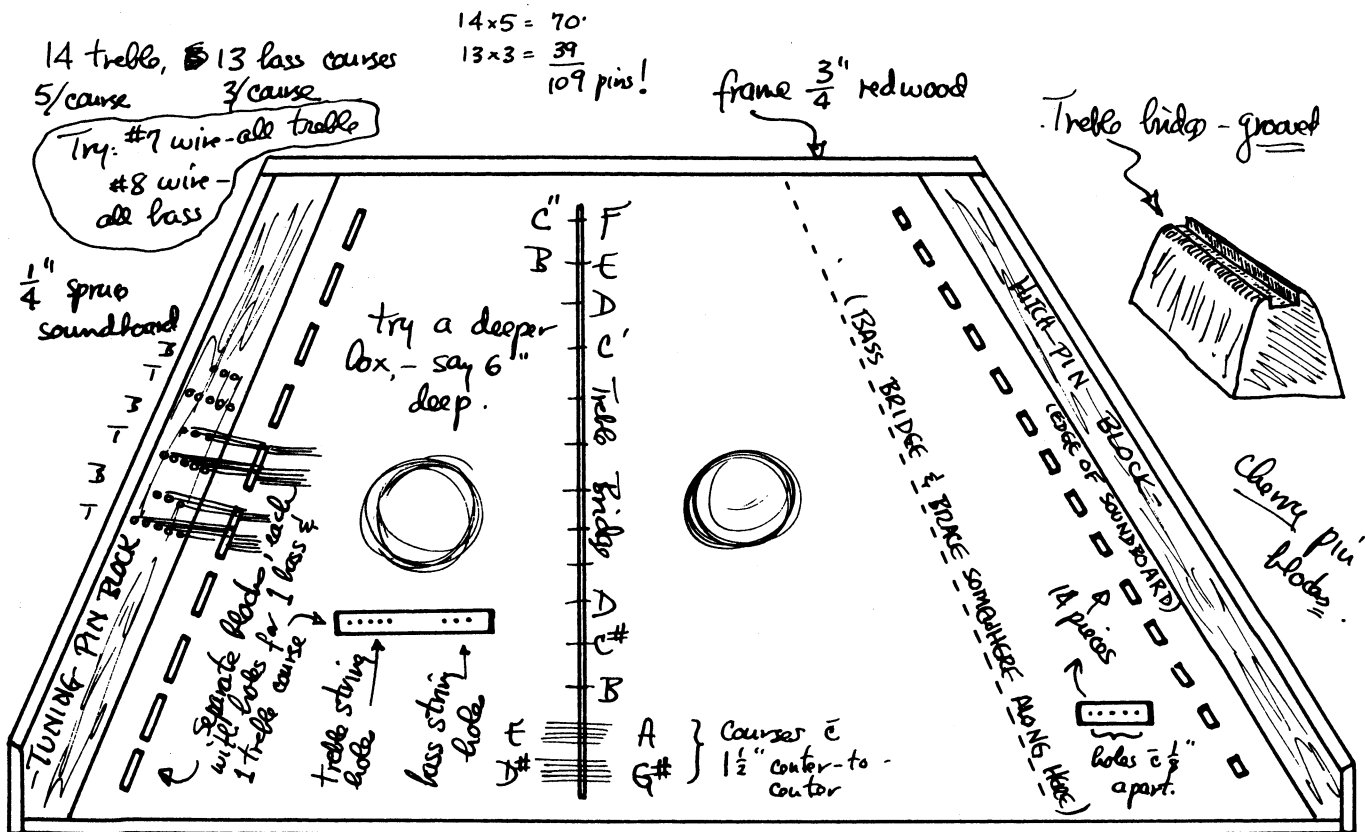 14 treble, 13 bass courses
5/course 3/course
Try: #7 wire-all treble
#8 wire-
all bass
14×5 = 70
13×3 = 39
109 pins!
frame 3/4" redwood
Treble bridge - grooved
1/4" spruce
soundboard
B
T
B
T
B
T
TUNING PIN BLOCK
try a deeper
box, - say 6"
deep.
C" F
B E
D
C'
Treble Bridge
A
C#
B
E A
D# G#
Courses c̄
1 1/2" center-to-
center
(BASS BRIDGE & BRACE SOMEWHERE ALONG HERE)
HITCH PIN BLOCK
(EDGE OF SOUNDBOARD)
cherry pin
blocks.
separate blocks, each
with holes for 1 bass &
1 treble course
treble string
holes
bass string
holes
14 pieces
holes c̄ 1/8"
apart.